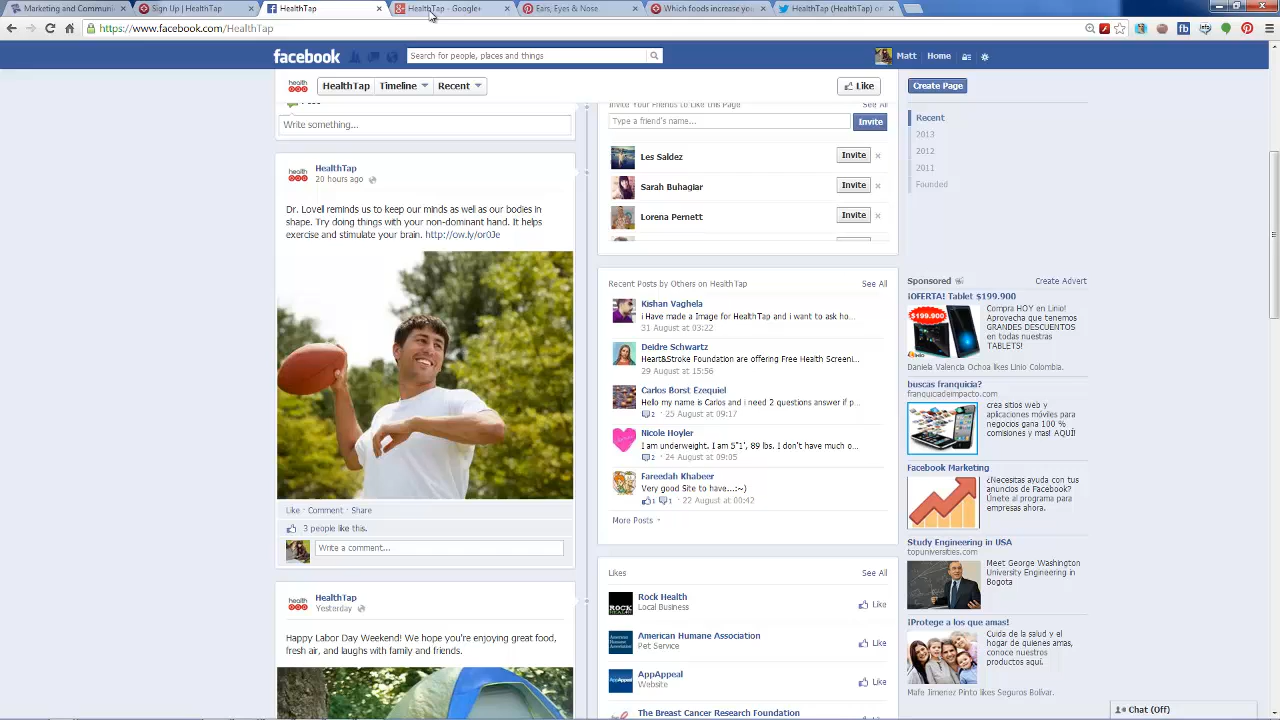 Marketing and Communi
Sign Up | HealthTap
HealthTap
HealthTap - Google+
Ears, Eyes & Nose
Which foods increase you
HealthTap (HealthTap) on
https://www.facebook.com/HealthTap
facebook
Search for people, places and things
Matt
Home
health
HealthTap
Timeline
Recent
Like
Create Page
Write something...
Invite Your Friends to Like this Page
See All
Type a friend's name...
Invite
Les Saldez
Invite
Sarah Buhagiar
Invite
Lorena Pernett
Invite
Recent
2013
2012
2011
Founded
HealthTap
20 hours ago
Dr. Lovell reminds us to keep our minds as well as our bodies in
shape. Try doing things with your non-dominant hand. It helps
exercise and stimulate your brain. http://ow.ly/or0Je
Like · Comment · Share
3 people like this.
Write a comment...
HealthTap
Yesterday
Happy Labor Day Weekend! We hope you're enjoying great food,
fresh air, and laughs with family and friends.
Recent Posts by Others on HealthTap
See All
Kishan Vaghela
i Have made a Image for HealthTap and i want to ask ho...
31 August at 03:22
Deidre Schwartz
Heart&Stroke Foundation are offering Free Health Screeni...
29 August at 15:56
Carlos Borst Ezequiel
Hello my name is Carlos and i need 2 questions answer if p...
2 · 25 August at 09:17
Nicole Hoyler
I am underweight. I am 5"1', 89 lbs. I don't have much o...
2 · 24 August at 09:05
Fareedah Khabeer
Very good Site to have...:~)
1 1 · 22 August at 00:42
More Posts
Likes
See All
Rock Health
Local Business
Like
American Humane Association
Pet Service
Like
AppAppeal
Website
Like
The Breast Cancer Research Foundation
Sponsored
Create Advert
¡OFERTA! Tablet $199.900
$199.900
Compra HOY en Linio!
Aprovecha que tenemos
GRANDES DESCUENTOS
en todas nuestras
TABLETS!
Daniela Valencia Ochoa likes Linio Colombia.
buscas franquicia?
franquicadeimpacto.com
crea sitios web y
aplicaciones móviles para
negocios gana 100 %
comisiones y mas! AQUÍ!
Facebook Marketing
¿Necesitas ayuda con tus
anuncios de Facebook?
Únete al programa para
empresas ahora.
Study Engineering in USA
topuniversities.com
Meet George Washington
University Engineering in
Bogota
¡Protege a los que amas!
Cuida de la salud y el
hogar de quienes amas,
conoce nuestros
productos aquí.
Mafe Jimenez Pinto likes Seguros Bolívar.
Chat (Off)